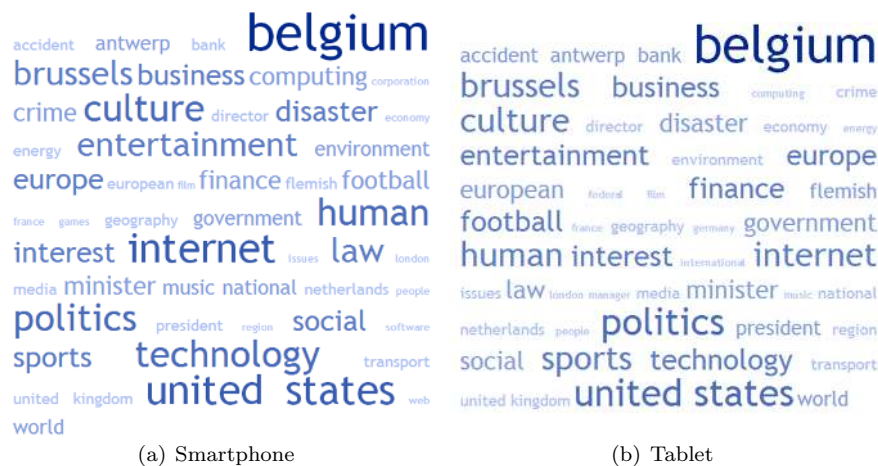 accident antwerp bank belgium
brussels business computing corporation
crime culture director disaster economy
energy entertainment environment
europe european film finance flemish football
france games geography government human
interest internet issues law london
media minister music national netherlands people
politics president region social software
sports technology transport
united kingdom united states web
world
(a) Smartphone
accident antwerp bank belgium
brussels business computing crime
culture director disaster economy energy
entertainment environment europe
european federal film finance flemish
football france geography germany government
human interest international internet
issues law london manager media minister music national
netherlands people politics president region
social sports technology transport
united kingdom united states world
(b) Tablet